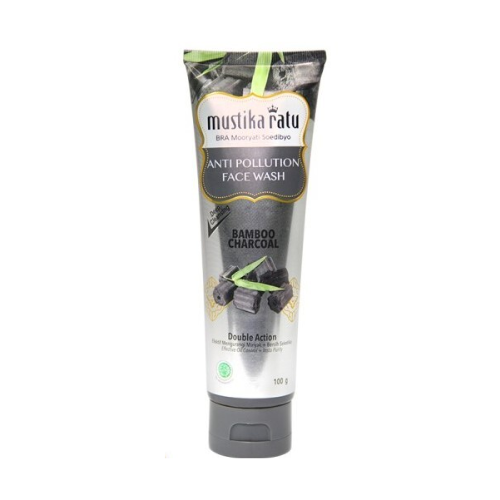 mustika ratu
BRA Mooryati Soedibyo
ANTI POLLUTION
FACE WASH
BAMBOO
CHARCOAL
Double Action
100 g